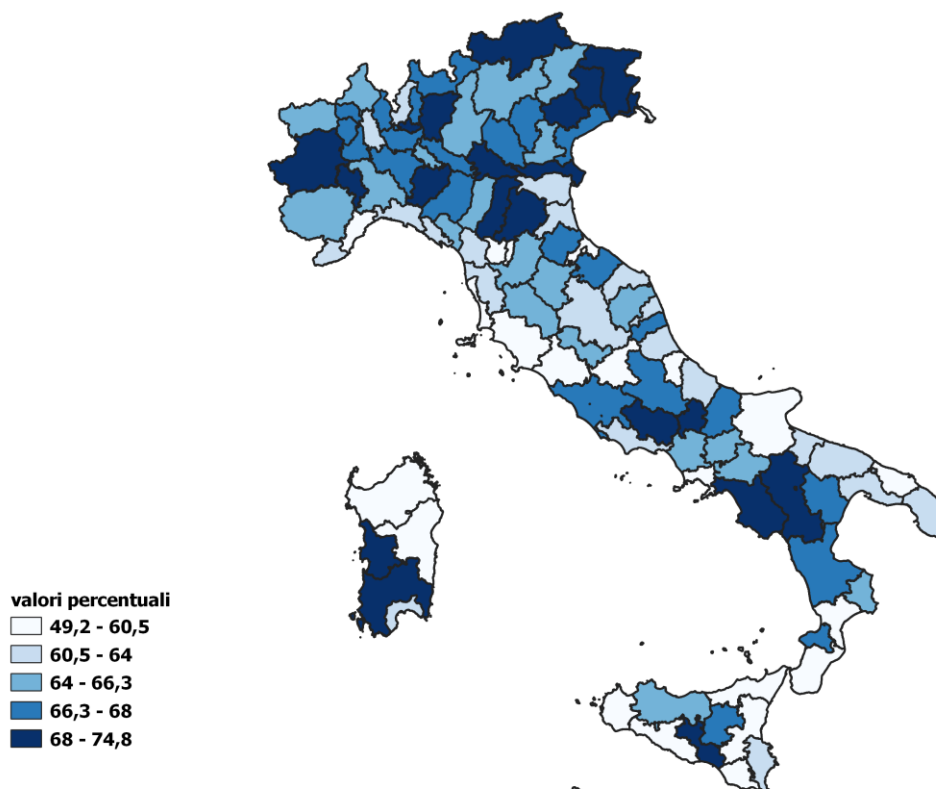 valori percentuali
49,2 - 60,5
60,5 - 64
64 - 66,3
66,3 - 68
68 - 74,8